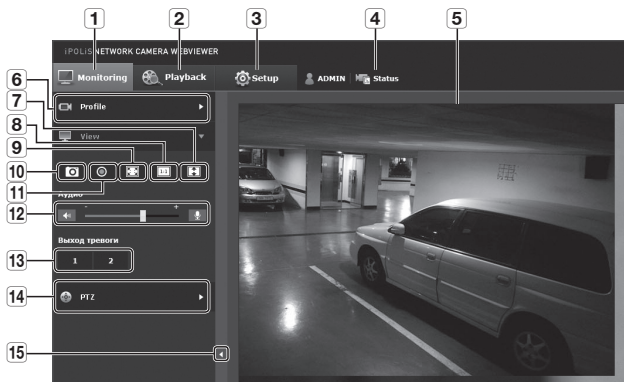 1 2 3 4 5
iPOLiS NETWORK CAMERA WEBVIEWER
Monitoring Playback Setup ADMIN Status
6 Profile
7
8 View
9
10 1:1
11
Аудио
12 - +
Выход тревоги
13 1 2
14 PTZ
15